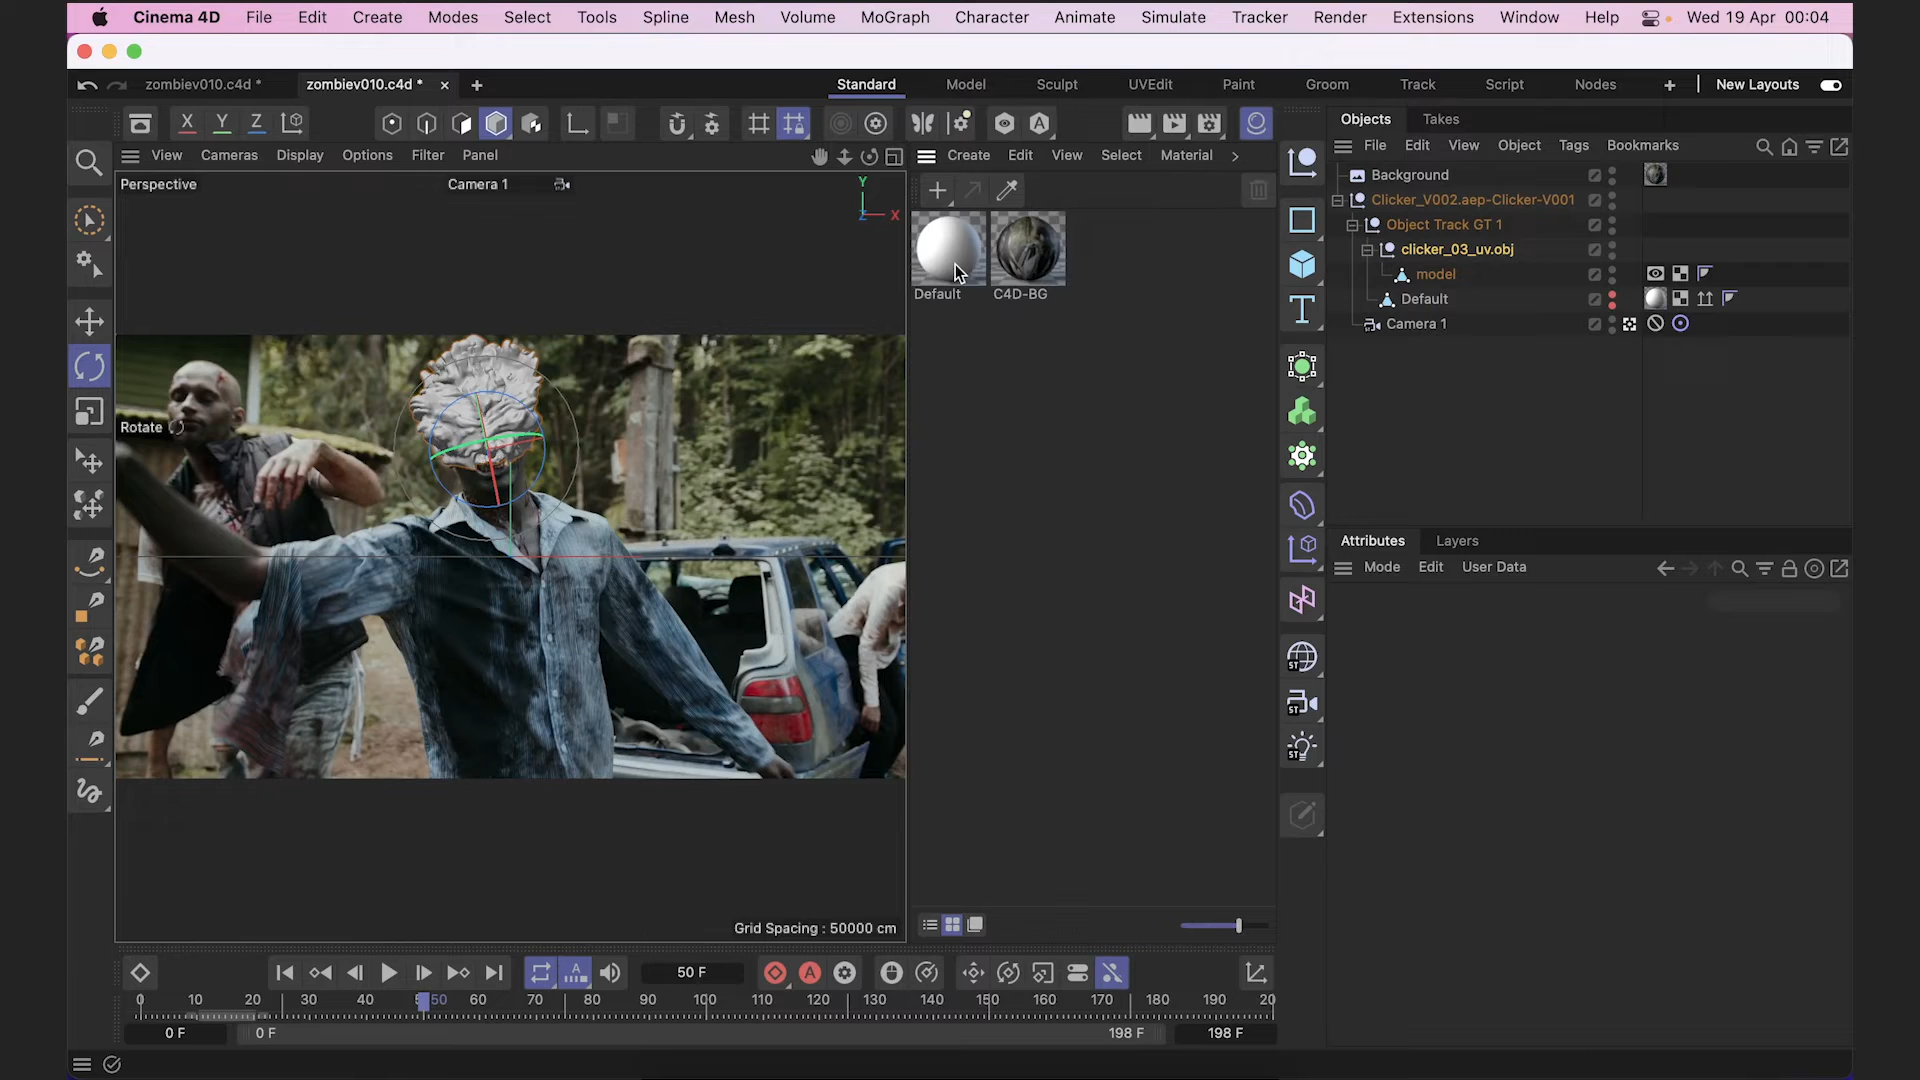 Cinema 4D File Edit Create Modes Select Tools Spline Mesh Volume MoGraph Character Animate Simulate Tracker Render Extensions Window Help Wed 19 Apr 00:04
zombiev010.c4d * zombiev010.c4d * Standard Model Sculpt UVEdit Paint Groom Track Script Nodes New Layouts
X Y Z A
Objects Takes
View Cameras Display Options Filter Panel
Create Edit View Select Material
File Edit View Object Tags Bookmarks
Perspective Camera 1 Y X Z
Background
Clicker_V002.aep-Clicker-V001
Object Track GT 1
clicker_03_uv.obj
model
Default
Camera 1
Default C4D-BG
Rotate
T
ST
ST
ST
Attributes Layers
Mode Edit User Data
Grid Spacing : 50000 cm
A 50 F A
0 10 20 30 40 50 60 70 80 90 100 110 120 130 140 150 160 170 180 190 20
0 F 0 F 198 F 198 F